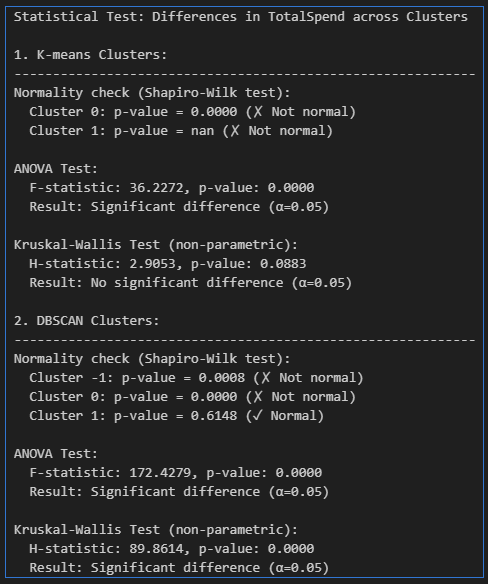 Statistical Test: Differences in TotalSpend across Clusters
1. K-means Clusters:
------------------------------------------------------------
Normality check (Shapiro-Wilk test):
  Cluster 0: p-value = 0.0000 (✗ Not normal)
  Cluster 1: p-value = nan (✗ Not normal)
ANOVA Test:
  F-statistic: 36.2272, p-value: 0.0000
  Result: Significant difference (α=0.05)
Kruskal-Wallis Test (non-parametric):
  H-statistic: 2.9053, p-value: 0.0883
  Result: No significant difference (α=0.05)
2. DBSCAN Clusters:
------------------------------------------------------------
Normality check (Shapiro-Wilk test):
  Cluster -1: p-value = 0.0008 (✗ Not normal)
  Cluster 0: p-value = 0.0000 (✗ Not normal)
  Cluster 1: p-value = 0.6148 (✓ Normal)
ANOVA Test:
  F-statistic: 172.4279, p-value: 0.0000
  Result: Significant difference (α=0.05)
Kruskal-Wallis Test (non-parametric):
  H-statistic: 89.8614, p-value: 0.0000
  Result: Significant difference (α=0.05)